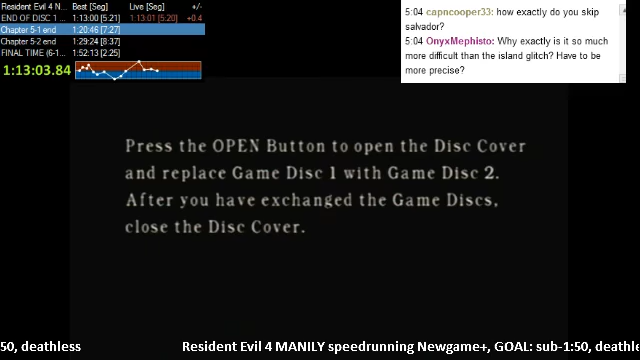 Resident Evil 4 N... Best [Seg] Live [Seg] +/-
END OF DISC 1 ... 1:13:00 [5:21] 1:13:01 [5:20] +0.4
Chapter 5-1 end 1:20:46 [7:27]
Chapter 5-2 end 1:29:24 [8:37]
FINAL TIME (6-1... 1:52:13 [2:25]
1:13:03.84
5:04 capncooper33: how exactly do you skip
salvador?
5:04 OnyxMephisto: Why exactly is it so much
more difficult than the island glitch? Have to be
more precise?
Press the OPEN Button to open the Disc Cover
and replace Game Disc 1 with Game Disc 2.
After you have exchanged the Game Discs,
close the Disc Cover.
50, deathless Resident Evil 4 MANILY speedrunning Newgame+, GOAL: sub-1:50, deathle